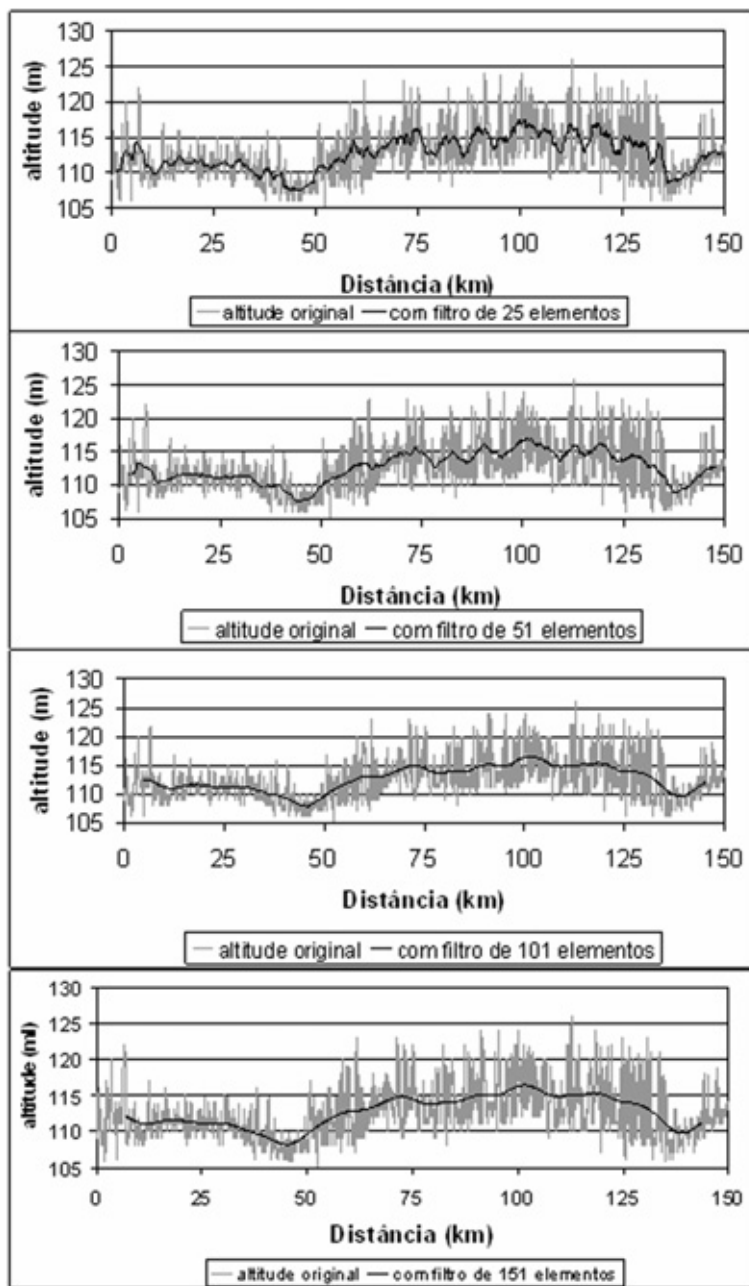 130
125
120
115
110
105
altitude (m)
0 25 50 75 100 125 150
Distância (km)
altitude original com filtro de 25 elementos
130
125
120
115
110
105
altitude (m)
0 25 50 75 100 125 150
Distância (km)
altitude original com filtro de 51 elementos
130
125
120
115
110
105
altitude (m)
0 25 50 75 100 125 150
Distância (km)
altitude original com filtro de 101 elementos
130
125
120
115
110
105
altitude (mil)
0 25 50 75 100 125 150
Distância (km)
altitude original com filtro de 151 elementos